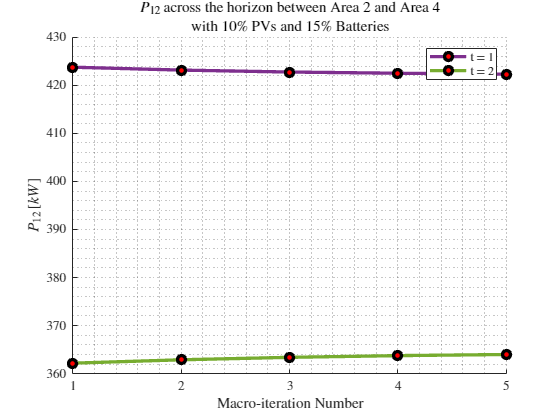 P12 across the horizon between Area 2 and Area 4
with 10% PVs and 15% Batteries
430
420
410
400
390
380
370
360
P12 [kW]
t = 1
t = 2
1 2 3 4 5
Macro-iteration Number